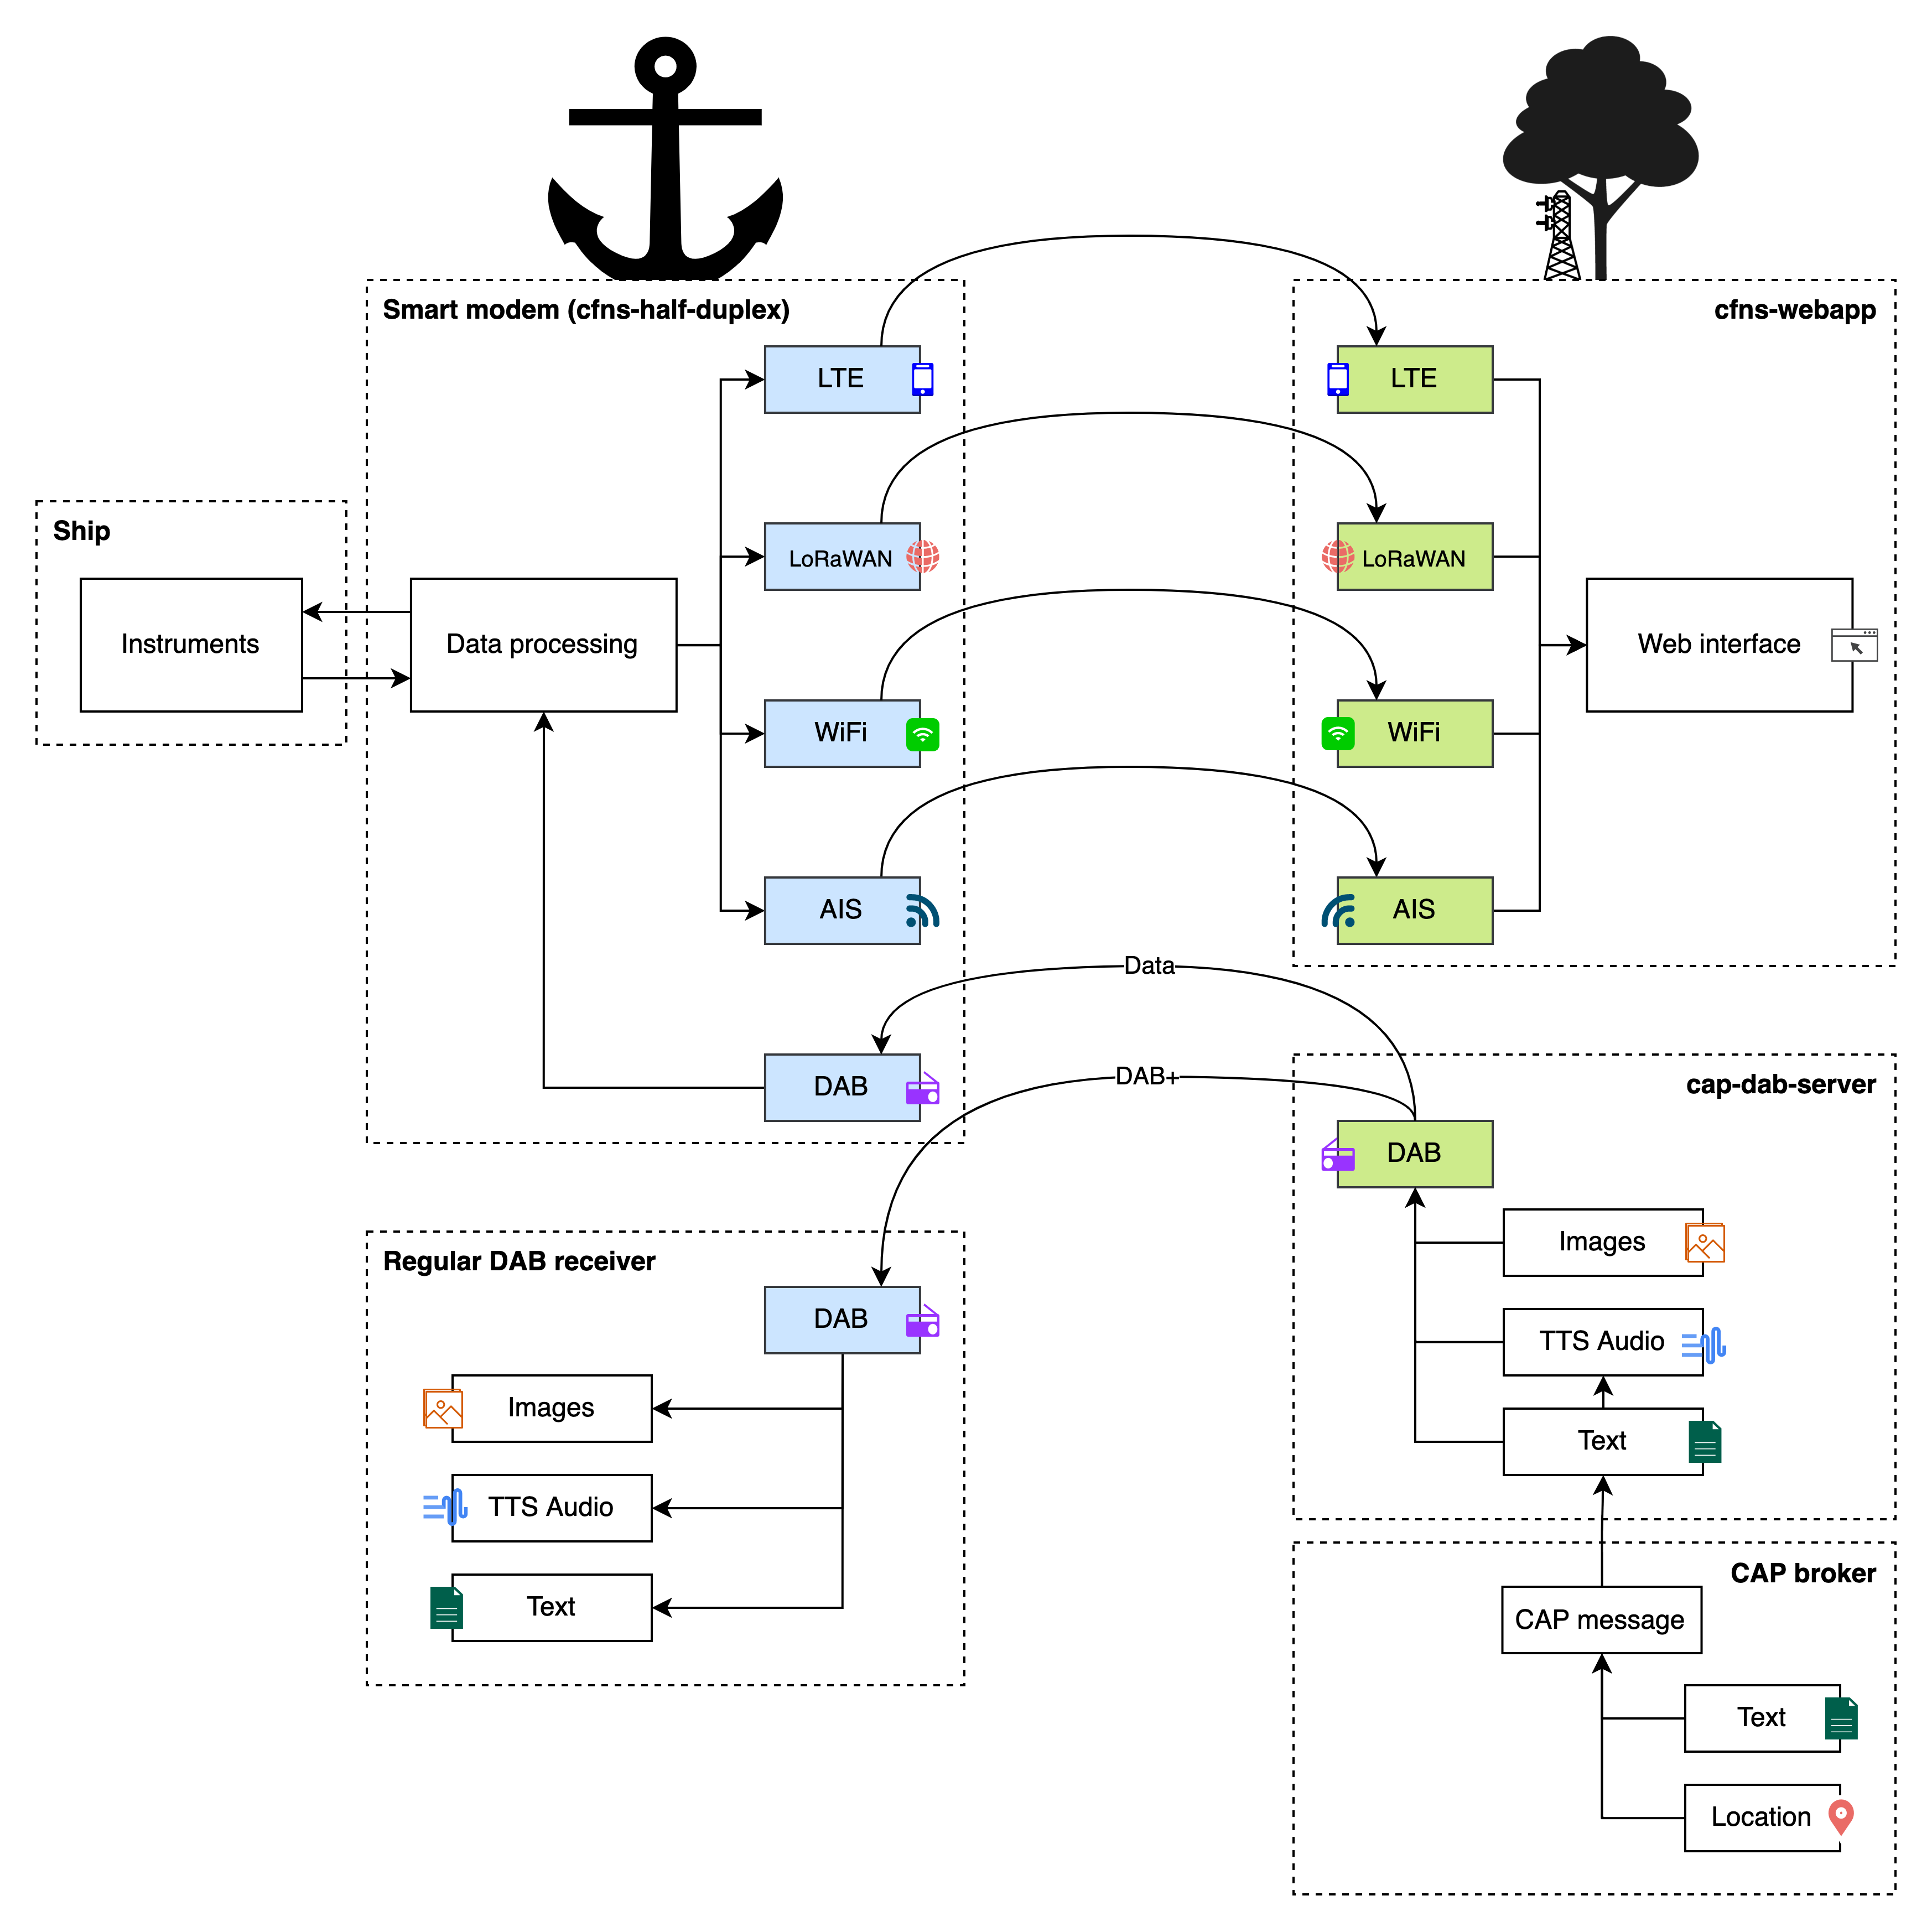 Smart modem (cfns-half-duplex)
cfns-webapp
LTE
LTE
Ship
LoRaWAN
LoRaWAN
Instruments
Data processing
Web interface
WiFi
WiFi
AIS
AIS
Data
DAB
DAB+
cap-dab-server
DAB
Images
Regular DAB receiver
DAB
TTS Audio
Images
Text
TTS Audio
CAP broker
Text
CAP message
Text
Location